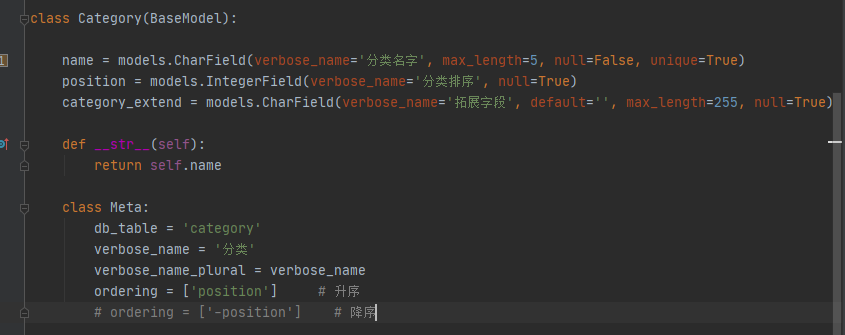 class Category(BaseModel):
name = models.CharField(verbose_name='分类名字', max_length=5, null=False, unique=True)
position = models.IntegerField(verbose_name='分类排序', null=True)
category_extend = models.CharField(verbose_name='拓展字段', default='', max_length=255, null=True)
def __str__(self):
return self.name
class Meta:
db_table = 'category'
verbose_name = '分类'
verbose_name_plural = verbose_name
ordering = ['position']     # 升序
# ordering = ['-position']    # 降序